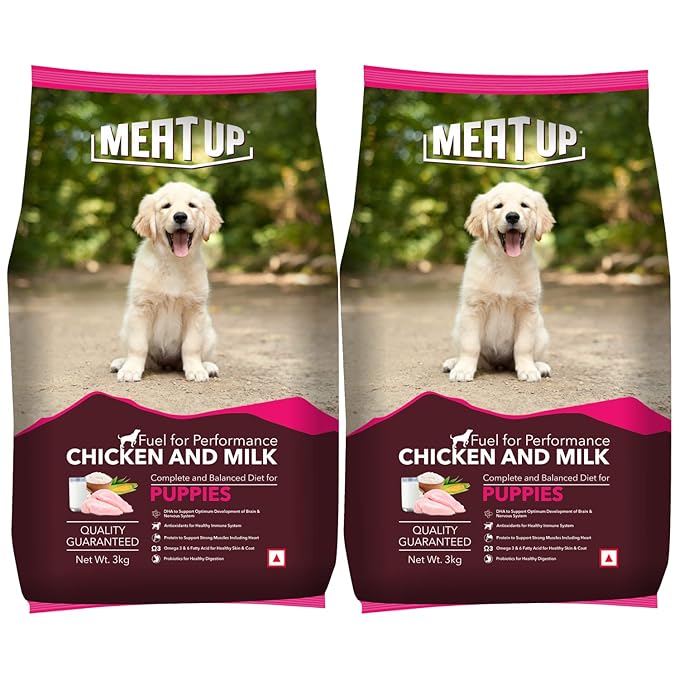 MEAT UP
Fuel for Performance
CHICKEN AND MILK
Complete and Balanced Diet for
PUPPIES
DHA to Support Optimum Development of Brain &
Nervous System
Antioxidants for Healthy Immune System
Protein to Support Strong Muscles Including Heart
Ω3 Omega 3 & 6 Fatty Acid for Healthy Skin & Coat
Probiotics for Healthy Digestion
QUALITY
GUARANTEED
Net Wt. 3kg
MEAT UP
Fuel for Performance
CHICKEN AND MILK
Complete and Balanced Diet for
PUPPIES
DHA to Support Optimum Development of Brain &
Nervous System
Antioxidants for Healthy Immune System
Protein to Support Strong Muscles Including Heart
Ω3 Omega 3 & 6 Fatty Acid for Healthy Skin & Coat
Probiotics for Healthy Digestion
QUALITY
GUARANTEED
Net Wt. 3kg